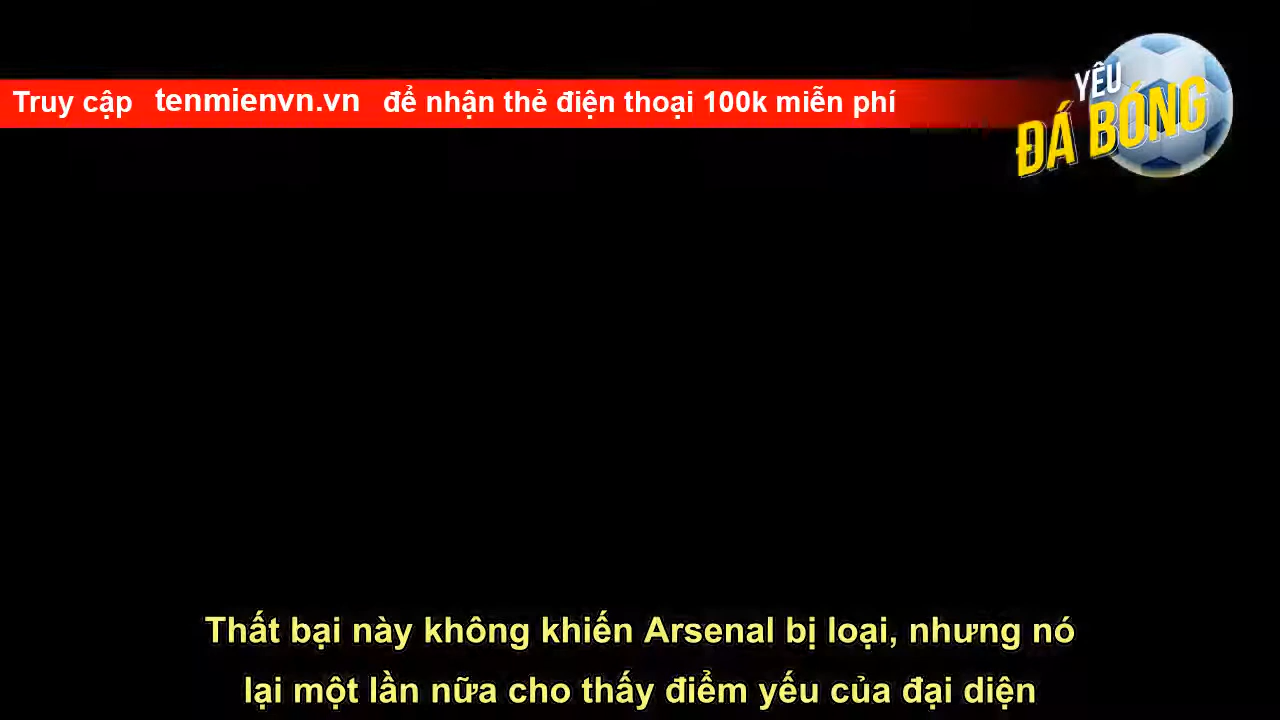 Truy cập tenmienvn.vn để nhận thẻ điện thoại 100k miễn phí
YÊU
ĐÁ BÓNG
Thất bại này không khiến Arsenal bị loại, nhưng nó
lại một lần nữa cho thấy điểm yếu của đại diện